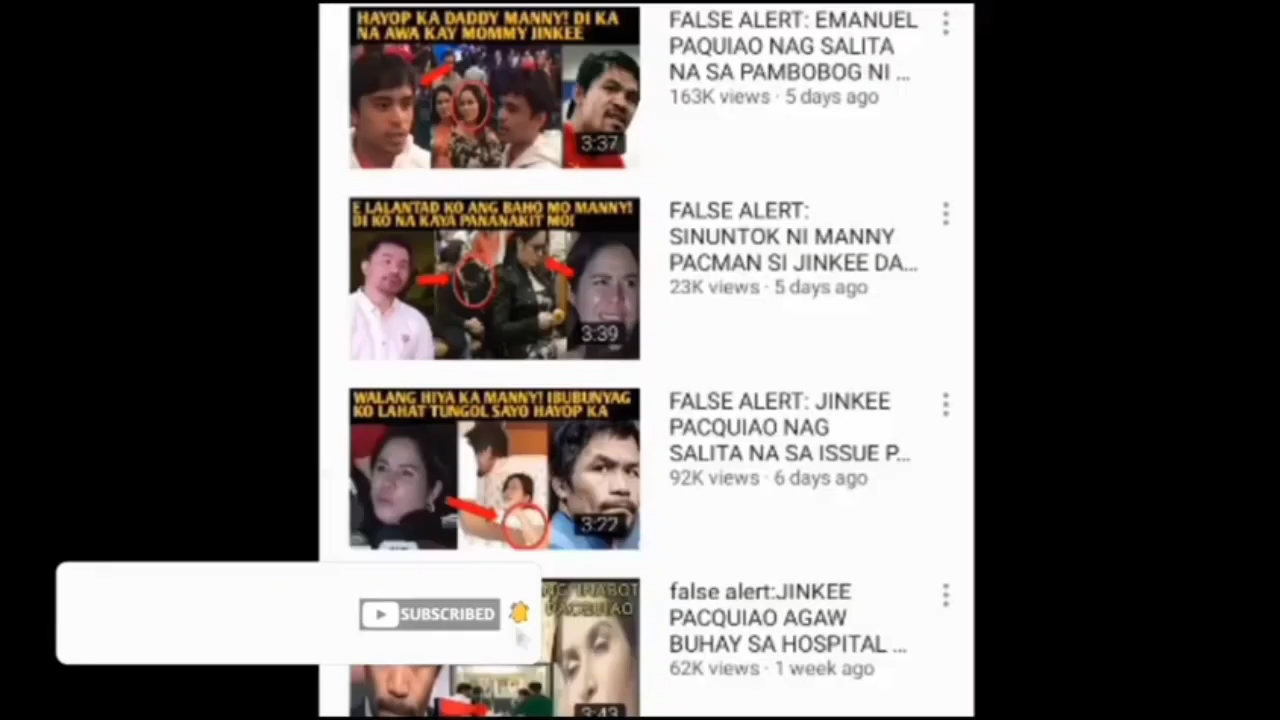 HAYOP KA DADDY MANNY! DI KA
NA AWA KAY MOMMY JINKEE
3:37
FALSE ALERT: EMANUEL
PAQUIAO NAG SALITA
NA SA PAMBOBOG NI ...
163K views · 5 days ago
E LALANTAD KO ANG BAHO MO MANNY!
DI KO NA KAYA PANANAKIT MO!
3:39
FALSE ALERT:
SINUNTOK NI MANNY
PACMAN SI JINKEE DA...
23K views · 5 days ago
WALANG HIYA KA MANNY! IBUBUNYAG
KO LAHAT TUNGOL SAYO HAYOP KA
3:22
FALSE ALERT: JINKEE
PACQUIAO NAG
SALITA NA SA ISSUE P...
92K views · 6 days ago
PACQUIAO
3:43
false alert:JINKEE
PACQUIAO AGAW
BUHAY SA HOSPITAL ...
62K views · 1 week ago
SUBSCRIBED